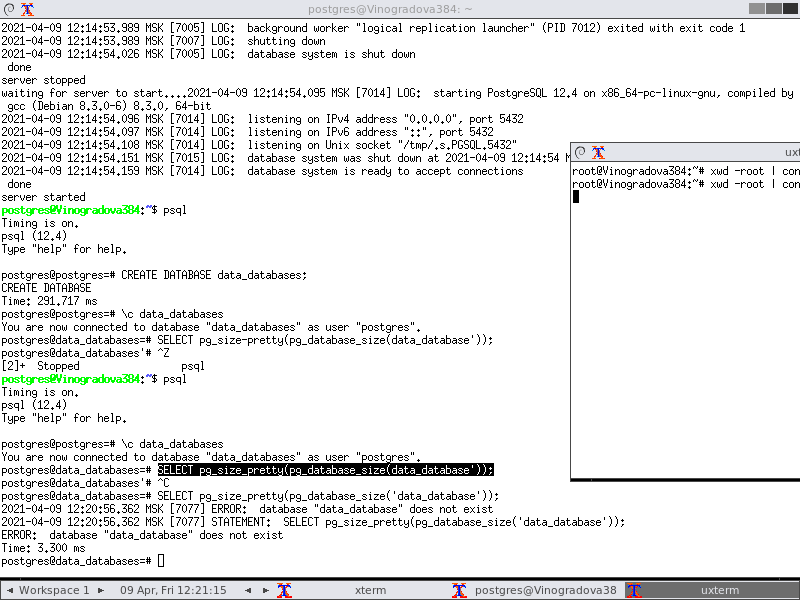 postgres@Vinogradova384: ~
2021-04-09 12:14:53.989 MSK [7005] LOG:  background worker "logical replication launcher" (PID 7012) exited with exit code 1
2021-04-09 12:14:53.989 MSK [7007] LOG:  shutting down
2021-04-09 12:14:54.026 MSK [7005] LOG:  database system is shut down
 done
server stopped
waiting for server to start....2021-04-09 12:14:54.095 MSK [7014] LOG:  starting PostgreSQL 12.4 on x86_64-pc-linux-gnu, compiled by
 gcc (Debian 8.3.0-6) 8.3.0, 64-bit
2021-04-09 12:14:54.096 MSK [7014] LOG:  listening on IPv4 address "0.0.0.0", port 5432
2021-04-09 12:14:54.097 MSK [7014] LOG:  listening on IPv6 address "::", port 5432
2021-04-09 12:14:54.108 MSK [7014] LOG:  listening on Unix socket "/tmp/.s.PGSQL.5432"
2021-04-09 12:14:54.151 MSK [7015] LOG:  database system was shut down at 2021-04-09 12:14:54 M
2021-04-09 12:14:54.159 MSK [7014] LOG:  database system is ready to accept connections
 done
server started
postgres@Vinogradova384:~$ psql
Timing is on.
psql (12.4)
Type "help" for help.
postgres@postgres=# CREATE DATABASE data_databases;
CREATE DATABASE
Time: 291.717 ms
postgres@postgres=# \c data_databases
You are now connected to database "data_databases" as user "postgres".
postgres@data_databases=# SELECT pg_size-pretty(pg_database_size(data_database'));
postgres@data_databases'# ^Z
[2]+  Stopped                 psql
postgres@Vinogradova384:~$ psql
Timing is on.
psql (12.4)
Type "help" for help.
postgres@postgres=# \c data_databases
You are now connected to database "data_databases" as user "postgres".
postgres@data_databases=# SELECT pg_size_pretty(pg_database_size(data_database'));
postgres@data_databases'# ^C
postgres@data_databases=# SELECT pg_size_pretty(pg_database_size('data_database'));
2021-04-09 12:20:56.362 MSK [7077] ERROR:  database "data_database" does not exist
2021-04-09 12:20:56.362 MSK [7077] STATEMENT:  SELECT pg_size_pretty(pg_database_size('data_database'));
ERROR:  database "data_database" does not exist
Time: 3.300 ms
postgres@data_databases=#
uxt
root@Vinogradova384:~# xwd -root | con
root@Vinogradova384:~# xwd -root | con
Workspace 1 09 Apr, Fri 12:21:15 xterm postgres@Vinogradova38 uxterm